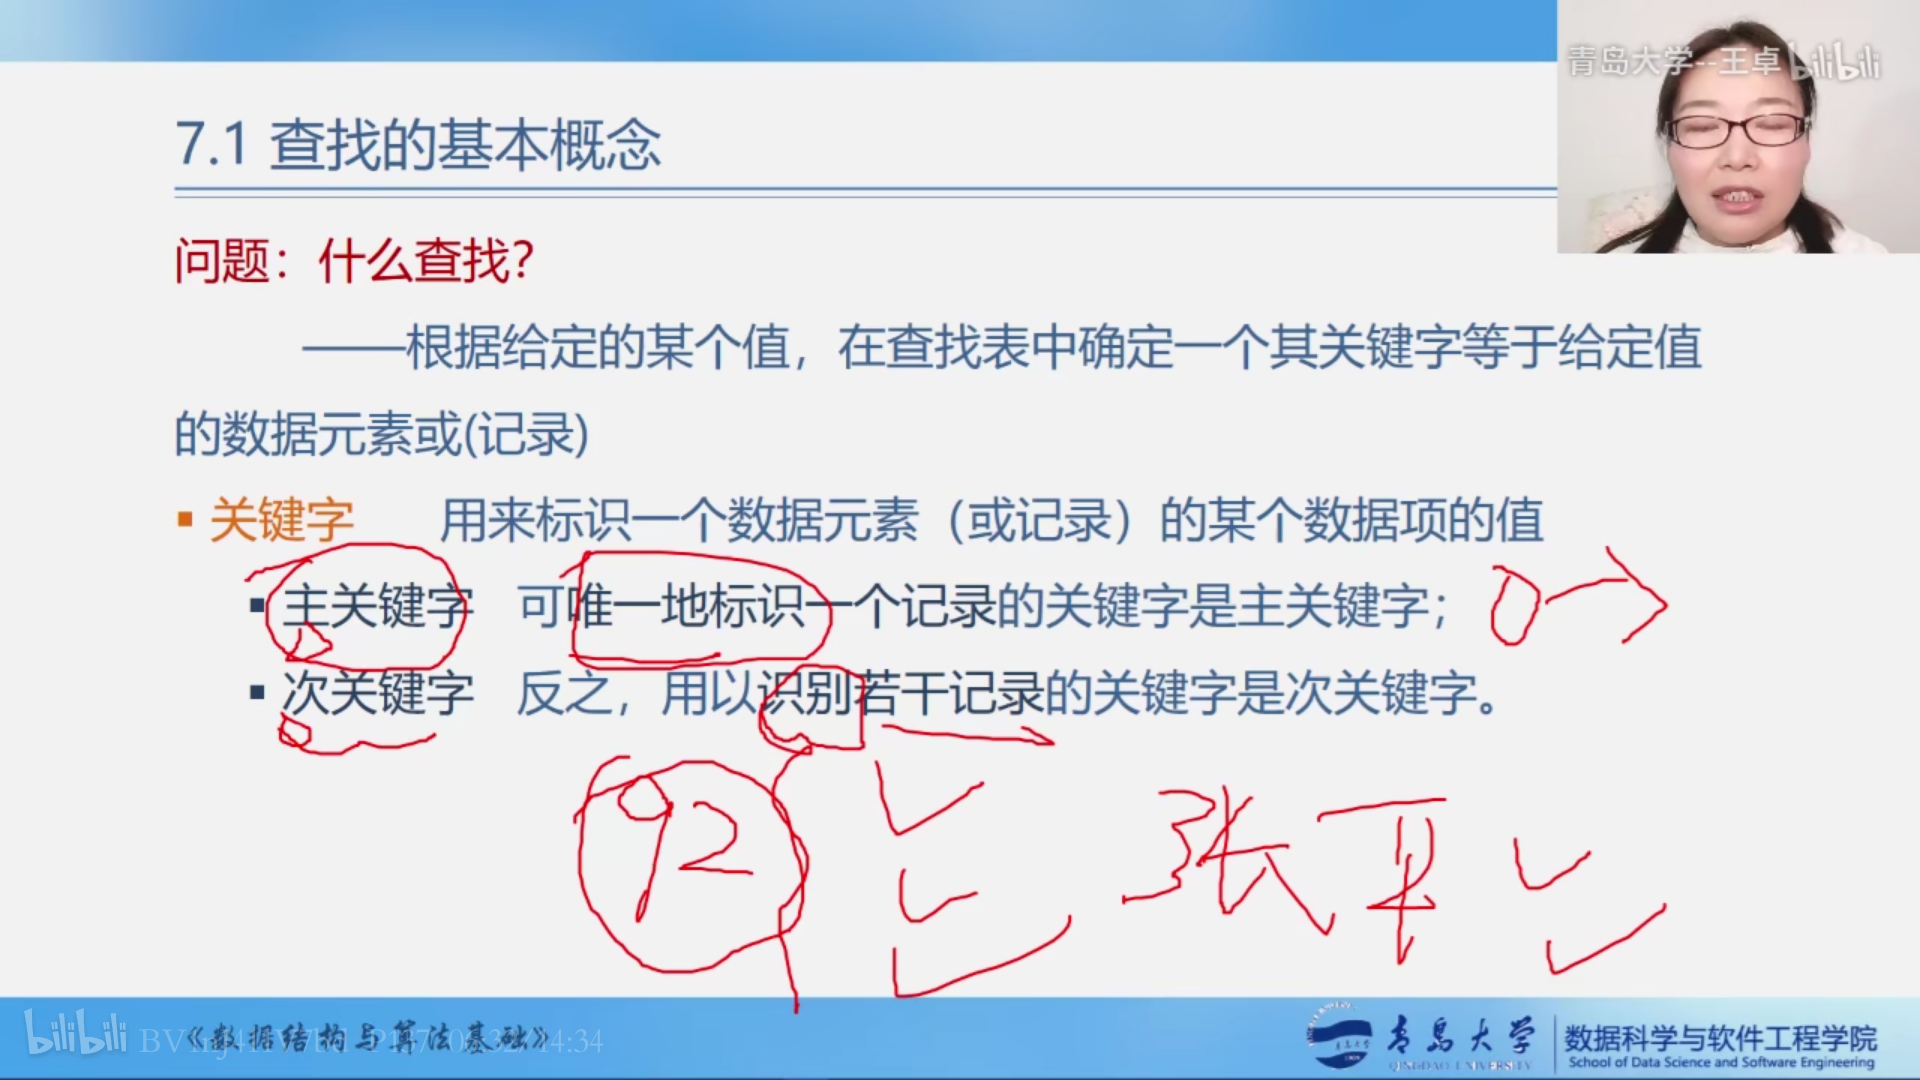 青岛大学--王卓 bilibili
7.1 查找的基本概念
问题：什么查找？
——根据给定的某个值，在查找表中确定一个其关键字等于给定值
的数据元素或(记录)
▪ 关键字 用来标识一个数据元素（或记录）的某个数据项的值
▪ 主关键字 可唯一地标识一个记录的关键字是主关键字；
▪ 次关键字 反之，用以识别若干记录的关键字是次关键字。
92
张
bilibili
《数据结构与算法基础》
14:34
青岛大学
QINGDAO UNIVERSITY
数据科学与软件工程学院
School of Data Science and Software Engineering